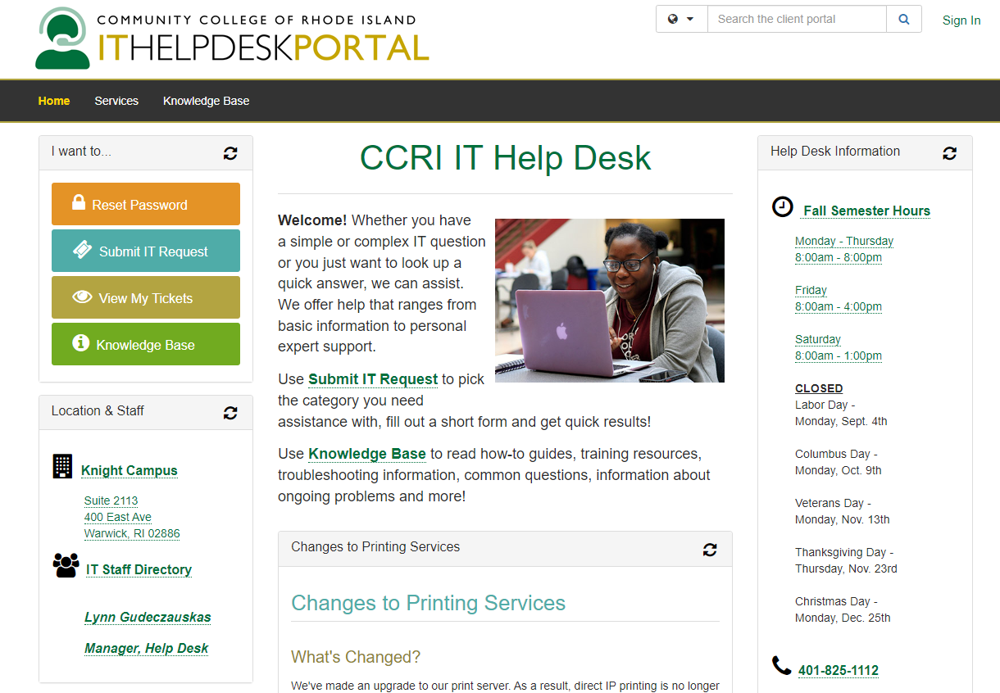 COMMUNITY COLLEGE OF RHODE ISLAND
ITHELPDESKPORTAL
Search the client portal
Sign In
Home
Services
Knowledge Base
I want to...
Reset Password
Submit IT Request
View My Tickets
Knowledge Base
Location & Staff
Knight Campus
Suite 2113
400 East Ave
Warwick, RI 02886
IT Staff Directory
Lynn Gudeczauskas
Manager, Help Desk
CCRI IT Help Desk
Welcome! Whether you have
a simple or complex IT question
or you just want to look up a
quick answer, we can assist.
We offer help that ranges from
basic information to personal
expert support.
Use Submit IT Request to pick
the category you need
assistance with, fill out a short form and get quick results!
Use Knowledge Base to read how-to guides, training resources,
troubleshooting information, common questions, information about
ongoing problems and more!
Changes to Printing Services
Changes to Printing Services
What's Changed?
We've made an upgrade to our print server. As a result, direct IP printing is no longer
Help Desk Information
Fall Semester Hours
Monday - Thursday
8:00am - 8:00pm
Friday
8:00am - 4:00pm
Saturday
8:00am - 1:00pm
CLOSED
Labor Day -
Monday, Sept. 4th
Columbus Day -
Monday, Oct. 9th
Veterans Day -
Monday, Nov. 13th
Thanksgiving Day -
Thursday, Nov. 23rd
Christmas Day -
Monday, Dec. 25th
401-825-1112